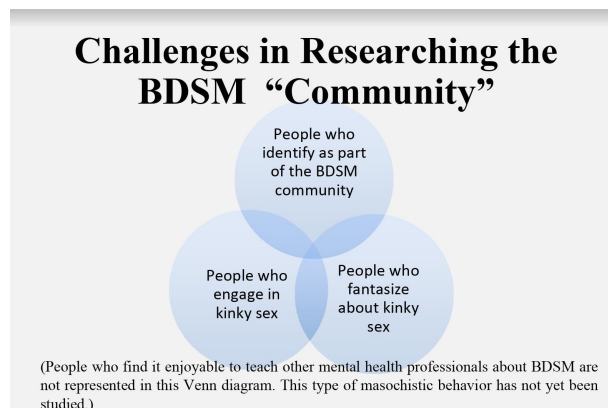 Challenges in Researching the
BDSM “Community”
People who
identify as part
of the BDSM
community
People who
engage in
kinky sex
People who
fantasize
about kinky
sex
(People who find it enjoyable to teach other mental health professionals about BDSM are
not represented in this Venn diagram. This type of masochistic behavior has not yet been
studied.)